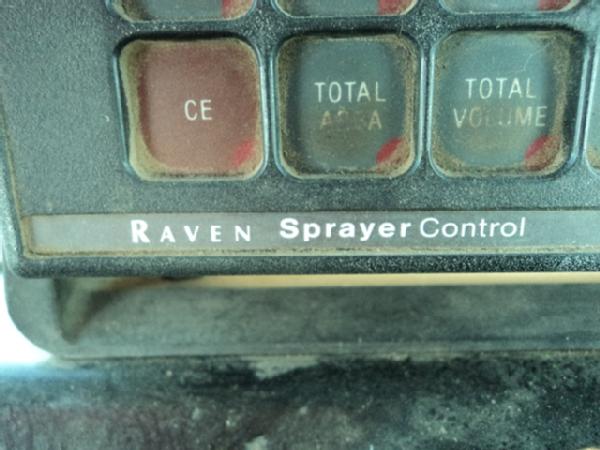 CE
TOTAL AREA
TOTAL VOLUME
RAVEN Sprayer Control